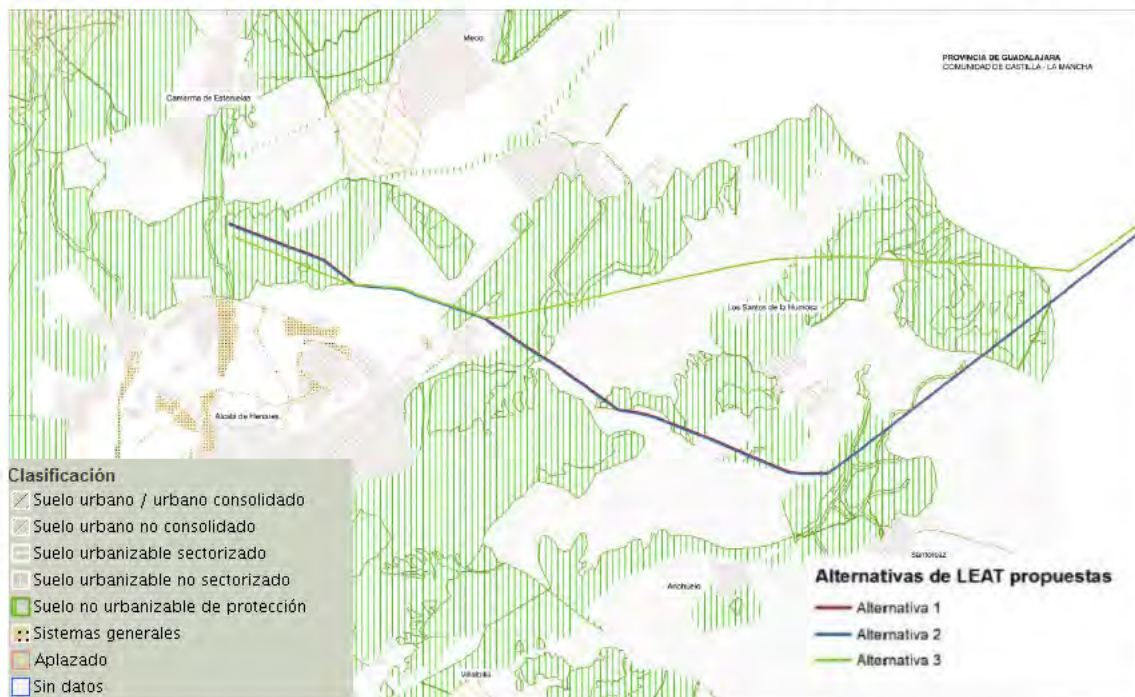 Meco
PROVINCIA DE GUADALAJARA
COMUNIDAD DE CASTILLA - LA MANCHA
Camarma de Esteruelas
Los Santos de la Humosa
Alcalá de Henares
Clasificación
Suelo urbano / urbano consolidado
Suelo urbano no consolidado
Suelo urbanizable sectorizado
Suelo urbanizable no sectorizado
Suelo no urbanizable de protección
Sistemas generales
Aplazado
Sin datos
Santorcaz
Anchuelo
Villalbilla
Alternativas de LEAT propuestas
Alternativa 1
Alternativa 2
Alternativa 3